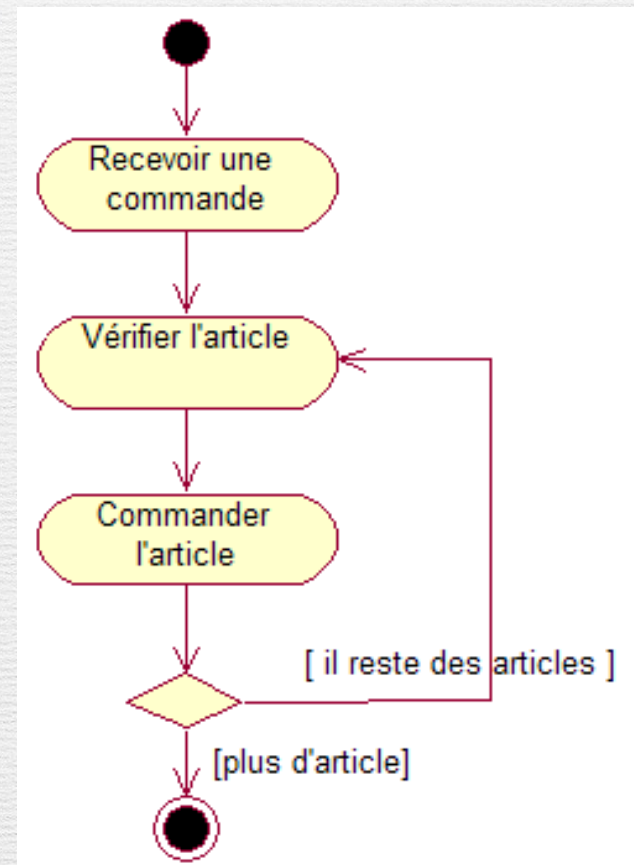 Recevoir une
commande
Vérifier l'article
Commander
l'article
[ il reste des articles ]
[plus d'article]